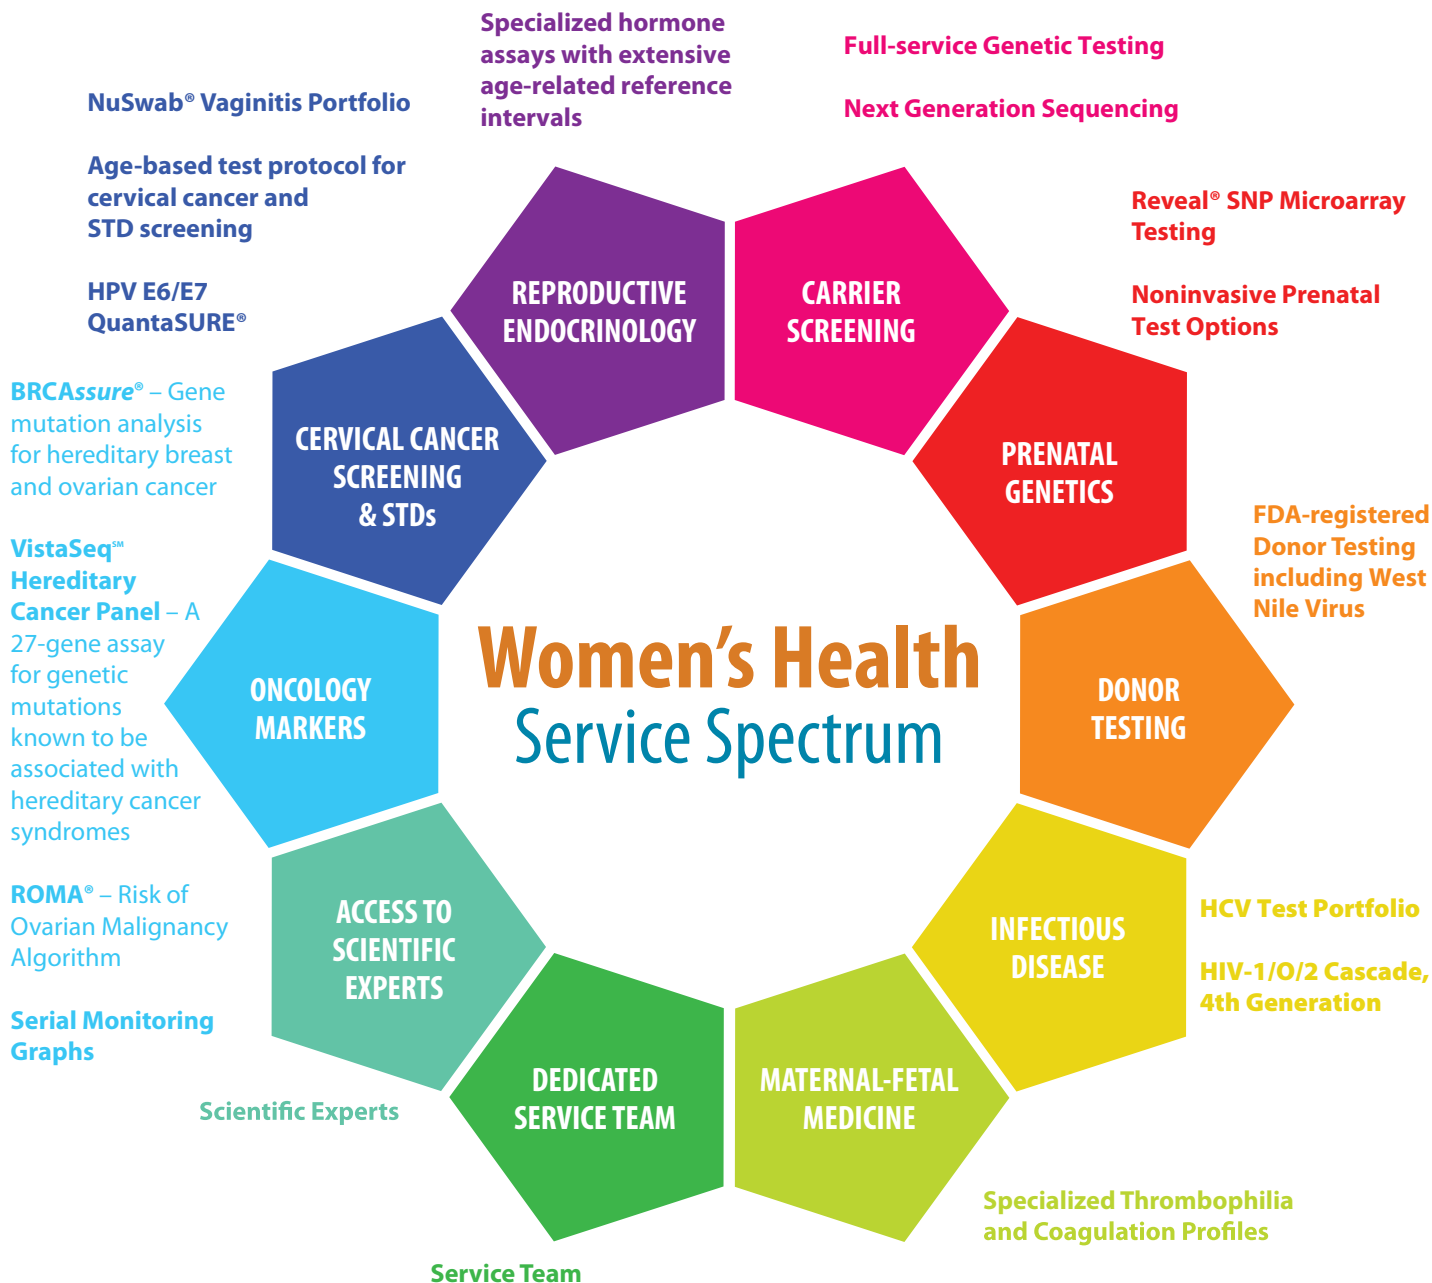 Specialized hormone
assays with extensive
age-related reference
intervals
Full-service Genetic Testing
Next Generation Sequencing
NuSwab® Vaginitis Portfolio
Age-based test protocol for
cervical cancer and
STD screening
HPV E6/E7
QuantaSURE®
Reveal® SNP Microarray
Testing
Noninvasive Prenatal
Test Options
REPRODUCTIVE
ENDOCRINOLOGY
CARRIER
SCREENING
CERVICAL CANCER
SCREENING
& STDs
PRENATAL
GENETICS
BRCAssure® – Gene
mutation analysis
for hereditary breast
and ovarian cancer
VistaSeq℠
Hereditary
Cancer Panel – A
27-gene assay
for genetic
mutations
known to be
associated with
hereditary cancer
syndromes
ROMA® – Risk of
Ovarian Malignancy
Algorithm
Serial Monitoring
Graphs
FDA-registered
Donor Testing
including West
Nile Virus
Women's Health
Service Spectrum
ONCOLOGY
MARKERS
DONOR
TESTING
ACCESS TO
SCIENTIFIC
EXPERTS
INFECTIOUS
DISEASE
HCV Test Portfolio
HIV-1/O/2 Cascade,
4th Generation
DEDICATED
SERVICE TEAM
MATERNAL-FETAL
MEDICINE
Scientific Experts
Specialized Thrombophilia
and Coagulation Profiles
Service Team